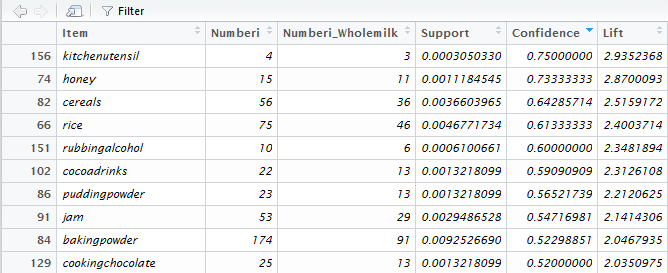 Filter
Item Numberi Numberi_Wholemilk Support Confidence Lift
156 kitchenutensil 4 3 0.0003050330 0.75000000 2.9352368
74 honey 15 11 0.0011184545 0.73333333 2.8700093
82 cereals 56 36 0.0036603965 0.64285714 2.5159172
66 rice 75 46 0.0046771734 0.61333333 2.4003714
151 rubbingalcohol 10 6 0.0006100661 0.60000000 2.3481894
102 cocoadrinks 22 13 0.0013218099 0.59090909 2.3126108
86 puddingpowder 23 13 0.0013218099 0.56521739 2.2120625
91 jam 53 29 0.0029486528 0.54716981 2.1414306
84 bakingpowder 174 91 0.0092526690 0.52298851 2.0467935
129 cookingchocolate 25 13 0.0013218099 0.52000000 2.0350975